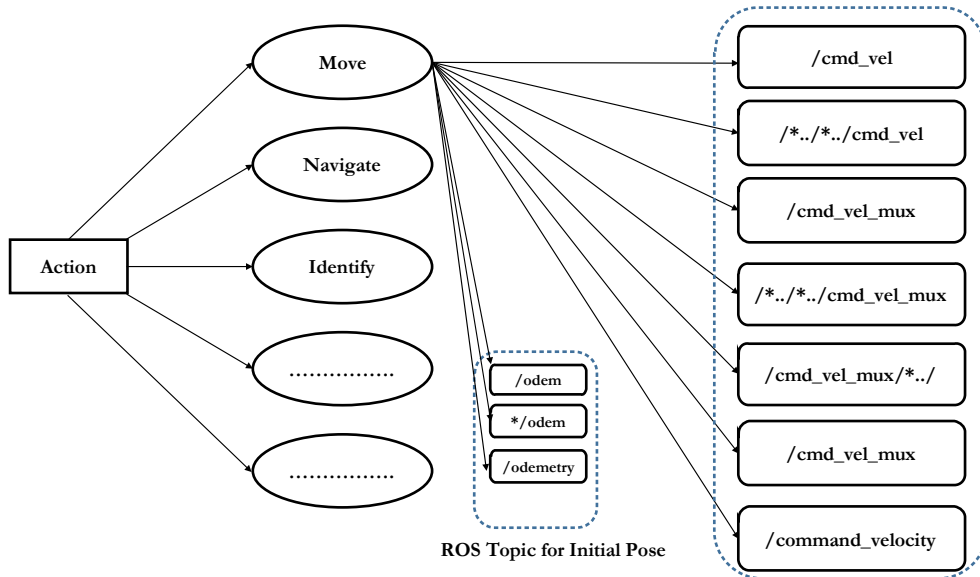 Action
Move
Navigate
Identify
................
................
/odem
*/odem
/odemetry
ROS Topic for Initial Pose
/cmd_vel
/*../*../cmd_vel
/cmd_vel_mux
/*../*../cmd_vel_mux
/cmd_vel_mux/*../
/cmd_vel_mux
/command_velocity